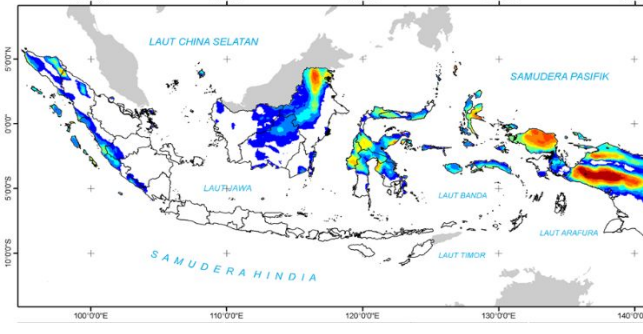 LAUT CHINA SELATAN
SAMUDERA PASIFIK
5°0'0"N
0°0'0"
5°0'0"S
10°0'0"S
LAUT JAWA
LAUT BANDA
LAUT ARAFURA
LAUT TIMOR
SAMUDERA HINDIA
100°0'0"E
110°0'0"E
120°0'0"E
130°0'0"E
140°0'0"E